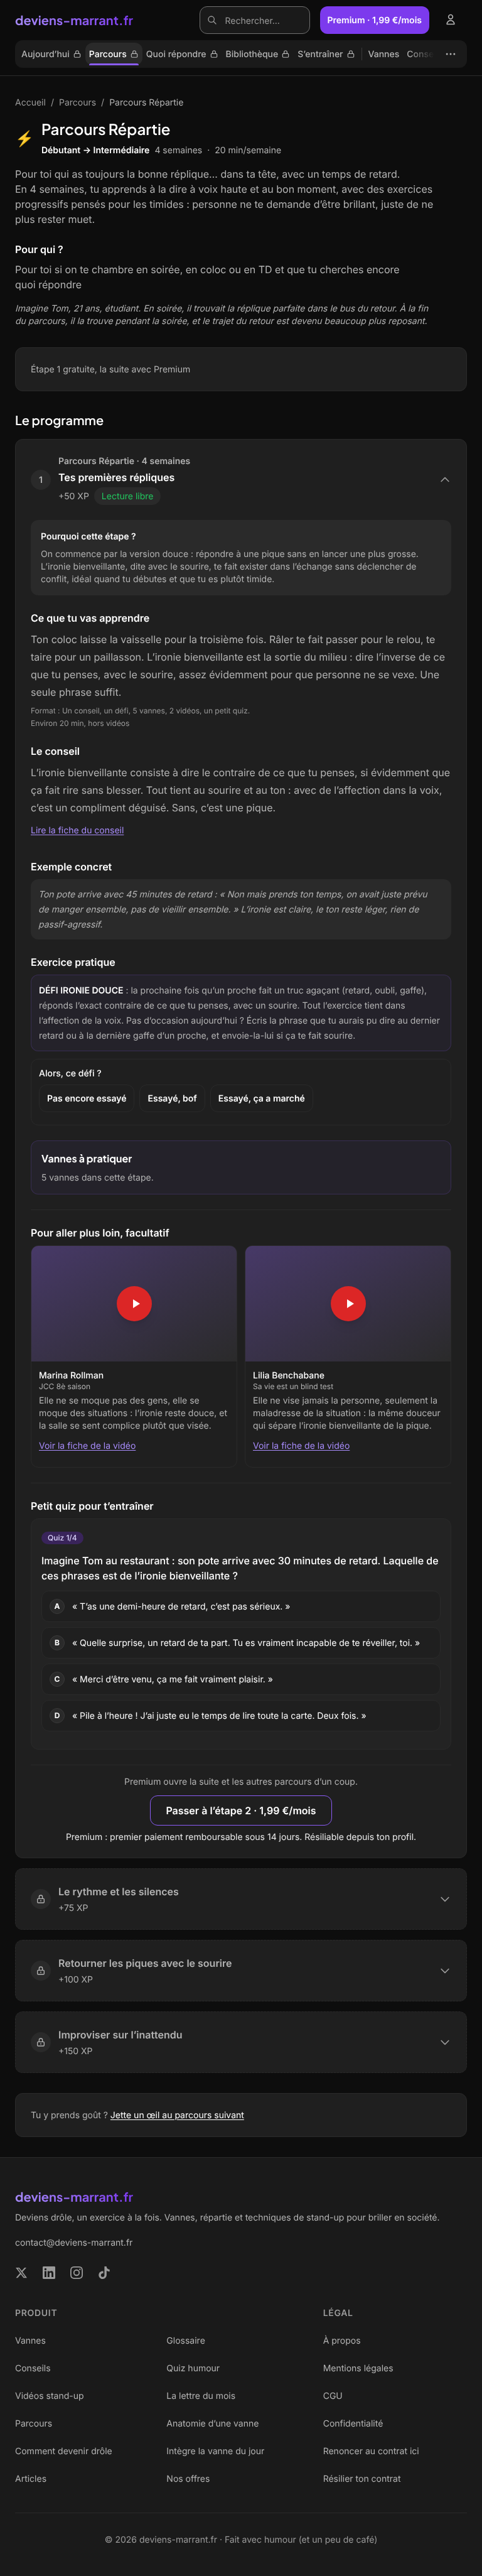 deviens-marrant.fr
Rechercher...
Premium · 1,99 €/mois
Aujourd’hui
Parcours
Quoi répondre
Bibliothèque
S’entraîner
Vannes
Conse
Accueil / Parcours / Parcours Répartie
⚡ Parcours Répartie
Débutant → Intermédiaire 4 semaines · 20 min/semaine
Pour toi qui as toujours la bonne réplique... dans ta tête, avec un temps de retard.
En 4 semaines, tu apprends à la dire à voix haute et au bon moment, avec des exercices
progressifs pensés pour les timides : personne ne te demande d’être brillant, juste de ne
pas rester muet.
Pour qui ?
Pour toi si on te chambre en soirée, en coloc ou en TD et que tu cherches encore
quoi répondre
Imagine Tom, 21 ans, étudiant. En soirée, il trouvait la réplique parfaite dans le bus du retour. À la fin
du parcours, il la trouve pendant la soirée, et le trajet du retour est devenu beaucoup plus reposant.
Étape 1 gratuite, la suite avec Premium
Le programme
Parcours Répartie · 4 semaines
1
Tes premières répliques
+50 XP Lecture libre
Pourquoi cette étape ?
On commence par la version douce : répondre à une pique sans en lancer une plus grosse.
L’ironie bienveillante, dite avec le sourire, te fait exister dans l’échange sans déclencher de
conflit, idéal quand tu débutes et que tu es plutôt timide.
Ce que tu vas apprendre
Ton coloc laisse la vaisselle pour la troisième fois. Râler te fait passer pour le relou, te
taire pour un paillasson. L’ironie bienveillante est la sortie du milieu : dire l’inverse de ce
que tu penses, avec le sourire, assez évidemment pour que personne ne se vexe. Une
seule phrase suffit.
Format : Un conseil, un défi, 5 vannes, 2 vidéos, un petit quiz.
Environ 20 min, hors vidéos
Le conseil
L’ironie bienveillante consiste à dire le contraire de ce que tu penses, si évidemment que
ça fait rire sans blesser. Tout tient au sourire et au ton : avec de l’affection dans la voix,
c’est un compliment déguisé. Sans, c’est une pique.
Lire la fiche du conseil
Exemple concret
Ton pote arrive avec 45 minutes de retard : « Non mais prends ton temps, on avait juste prévu
de manger ensemble, pas de vieillir ensemble. » L’ironie est claire, le ton reste léger, rien de
passif-agressif.
Exercice pratique
DÉFI IRONIE DOUCE : la prochaine fois qu’un proche fait un truc agaçant (retard, oubli, gaffe),
réponds l’exact contraire de ce que tu penses, avec un sourire. Tout l’exercice tient dans
l’affection de la voix. Pas d’occasion aujourd’hui ? Écris la phrase que tu aurais pu dire au dernier
retard ou à la dernière gaffe d’un proche, et envoie-la-lui si ça te fait sourire.
Alors, ce défi ?
Pas encore essayé
Essayé, bof
Essayé, ça a marché
Vannes à pratiquer
5 vannes dans cette étape.
Pour aller plus loin, facultatif
Marina Rollman
JCC 8è saison
Elle ne se moque pas des gens, elle se
moque des situations : l’ironie reste douce, et
la salle se sent complice plutôt que visée.
Voir la fiche de la vidéo
Lilia Benchabane
Sa vie est un blind test
Elle ne vise jamais la personne, seulement la
maladresse de la situation : la même douceur
qui sépare l’ironie bienveillante de la pique.
Voir la fiche de la vidéo
Petit quiz pour t’entraîner
Quiz 1/4
Imagine Tom au restaurant : son pote arrive avec 30 minutes de retard. Laquelle de
ces phrases est de l’ironie bienveillante ?
A « T’as une demi-heure de retard, c’est pas sérieux. »
B « Quelle surprise, un retard de ta part. Tu es vraiment incapable de te réveiller, toi. »
C « Merci d’être venu, ça me fait vraiment plaisir. »
D « Pile à l’heure ! J’ai juste eu le temps de lire toute la carte. Deux fois. »
Premium ouvre la suite et les autres parcours d’un coup.
Passer à l’étape 2 · 1,99 €/mois
Premium : premier paiement remboursable sous 14 jours. Résiliable depuis ton profil.
Le rythme et les silences
+75 XP
Retourner les piques avec le sourire
+100 XP
Improviser sur l’inattendu
+150 XP
Tu y prends goût ? Jette un œil au parcours suivant
deviens-marrant.fr
Deviens drôle, un exercice à la fois. Vannes, répartie et techniques de stand-up pour briller en société.
contact@deviens-marrant.fr
PRODUIT
Vannes
Conseils
Vidéos stand-up
Parcours
Comment devenir drôle
Articles
Glossaire
Quiz humour
La lettre du mois
Anatomie d’une vanne
Intègre la vanne du jour
Nos offres
LÉGAL
À propos
Mentions légales
CGU
Confidentialité
Renoncer au contrat ici
Résilier ton contrat
© 2026 deviens-marrant.fr · Fait avec humour (et un peu de café)